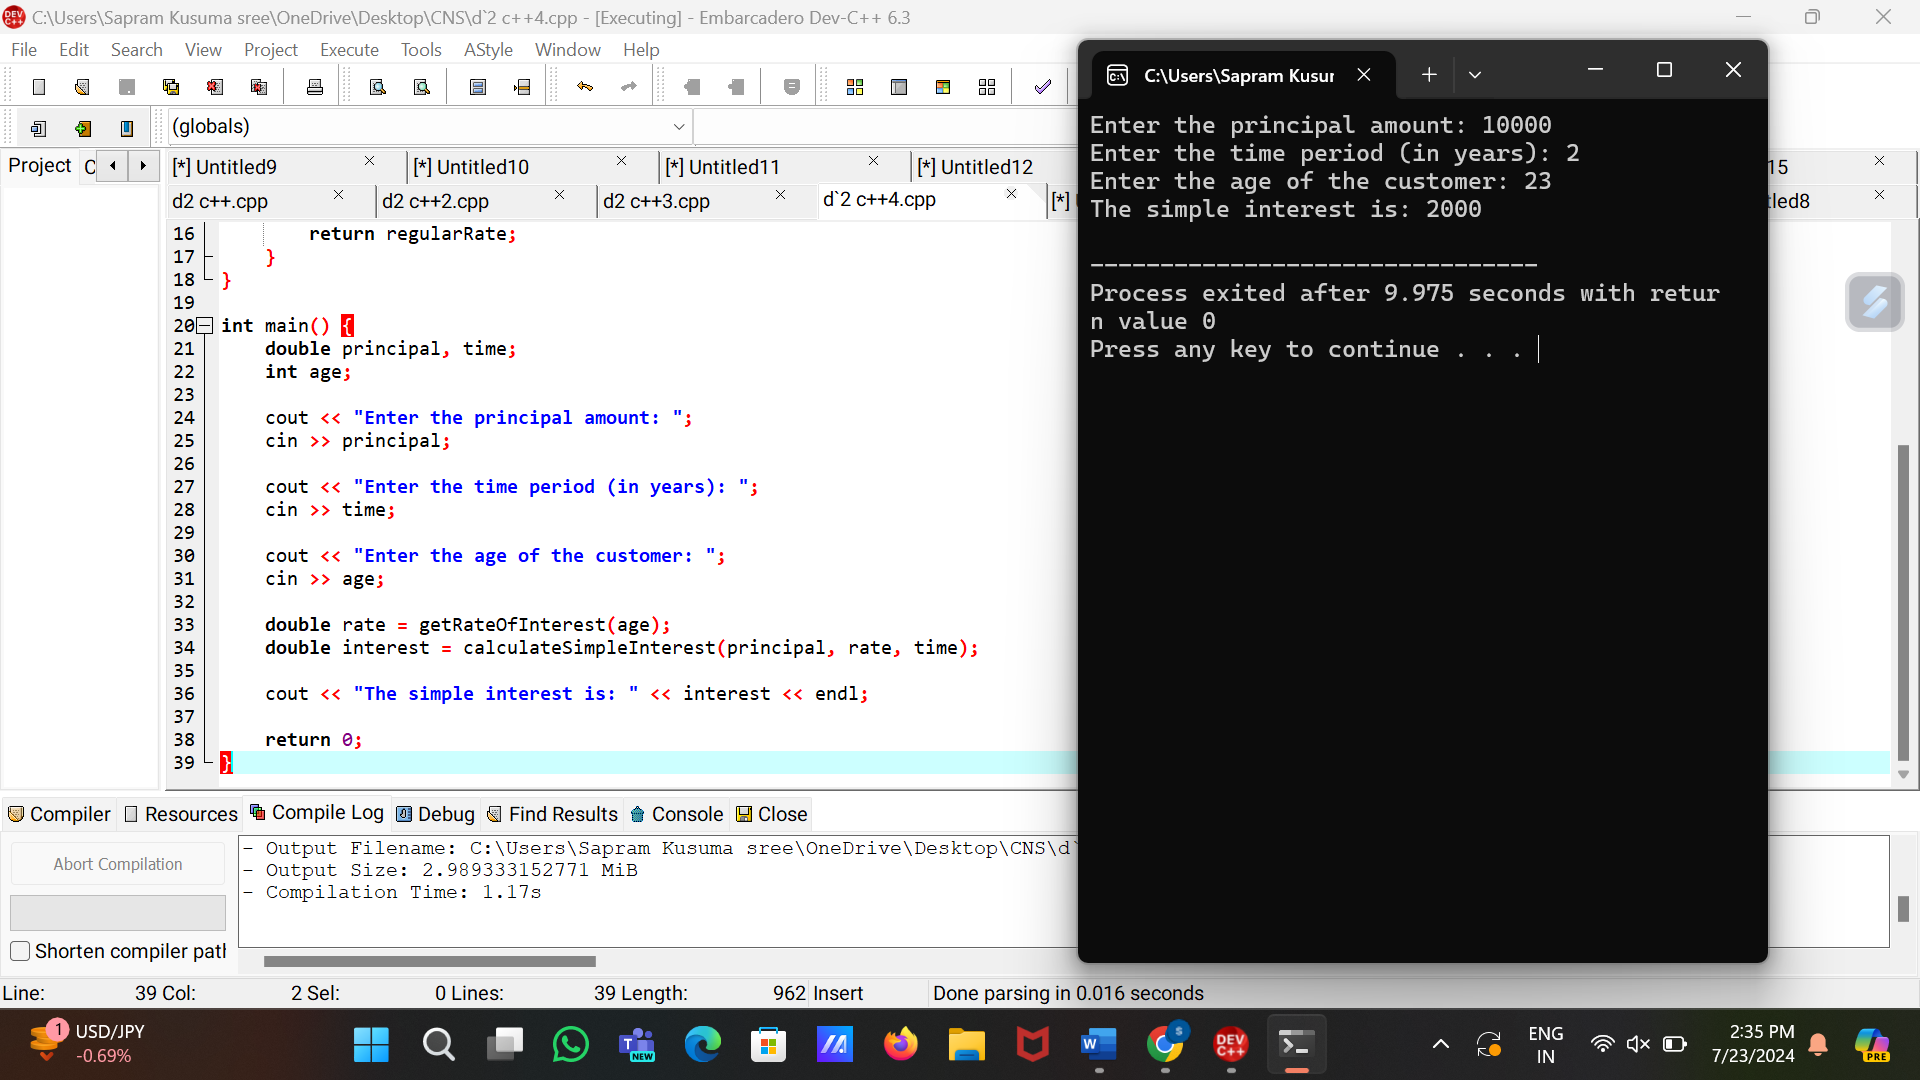 C:\Users\Sapram Kusuma sree\OneDrive\Desktop\CNS\d`2 c++4.cpp - [Executing] - Embarcadero Dev-C++ 6.3
File Edit Search View Project Execute Tools AStyle Window Help
(globals)
Project
[*] Untitled9 [*] Untitled10 [*] Untitled11 [*] Untitled12 15
d2 c++.cpp d2 c++2.cpp d2 c++3.cpp d`2 c++4.cpp [*] tled8
16 return regularRate;
17 }
18 }
19
20 int main() {
21 double principal, time;
22 int age;
23
24 cout << "Enter the principal amount: ";
25 cin >> principal;
26
27 cout << "Enter the time period (in years): ";
28 cin >> time;
29
30 cout << "Enter the age of the customer: ";
31 cin >> age;
32
33 double rate = getRateOfInterest(age);
34 double interest = calculateSimpleInterest(principal, rate, time);
35
36 cout << "The simple interest is: " << interest << endl;
37
38 return 0;
39 }
C:\Users\Sapram Kusur
Enter the principal amount: 10000
Enter the time period (in years): 2
Enter the age of the customer: 23
The simple interest is: 2000
--------------------------------
Process exited after 9.975 seconds with retur
n value 0
Press any key to continue . . .
Compiler Resources Compile Log Debug Find Results Console Close
Abort Compilation
Shorten compiler path
- Output Filename: C:\Users\Sapram Kusuma sree\OneDrive\Desktop\CNS\d`
- Output Size: 2.989333152771 MiB
- Compilation Time: 1.17s
Line: 39 Col: 2 Sel: 0 Lines: 39 Length: 962 Insert Done parsing in 0.016 seconds
1 USD/JPY
-0.69%
NEW
DEV C++
ENG
IN
2:35 PM
7/23/2024
PRE